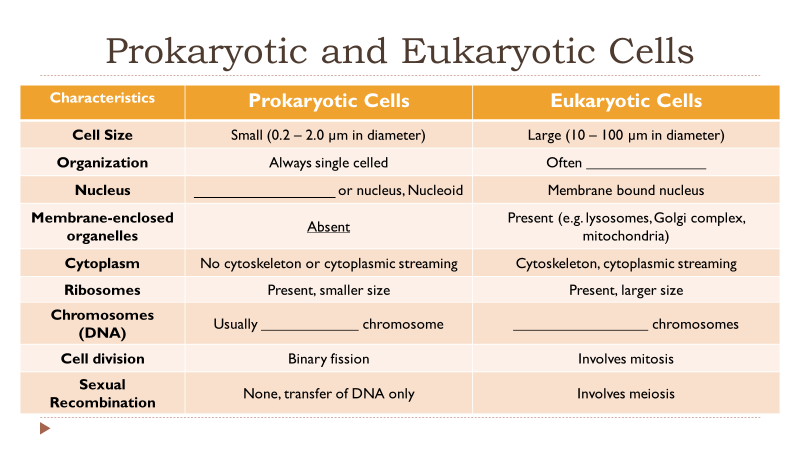 Prokaryotic and Eukaryotic Cells
Characteristics Prokaryotic Cells Eukaryotic Cells
Cell Size Small (0.2 – 2.0 µm in diameter) Large (10 – 100 µm in diameter)
Organization Always single celled Often _______________
Nucleus __________________ or nucleus, Nucleoid Membrane bound nucleus
Membrane-enclosed
organelles Absent Present (e.g. lysosomes, Golgi complex,
mitochondria)
Cytoplasm No cytoskeleton or cytoplasmic streaming Cytoskeleton, cytoplasmic streaming
Ribosomes Present, smaller size Present, larger size
Chromosomes
(DNA) Usually ____________ chromosome _________________ chromosomes
Cell division Binary fission Involves mitosis
Sexual
Recombination None, transfer of DNA only Involves meiosis